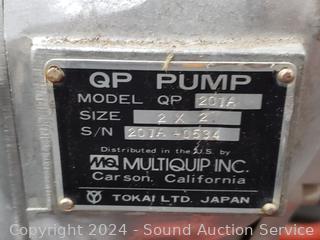 QP PUMP
MODEL QP 201A
SIZE 2 X 2
S/N 201A-0534
Distributed in the U.S. by
MQ MULTIQUIP INC.
Carson, California
TOKAI LTD. JAPAN
Copyright 2024 - Sound Auction Service